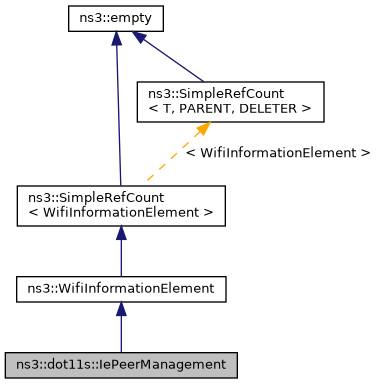 ns3::empty
ns3::SimpleRefCount
< T, PARENT, DELETER >
< WifiInformationElement >
ns3::SimpleRefCount
< WifiInformationElement >
ns3::WifiInformationElement
ns3::dot11s::IePeerManagement